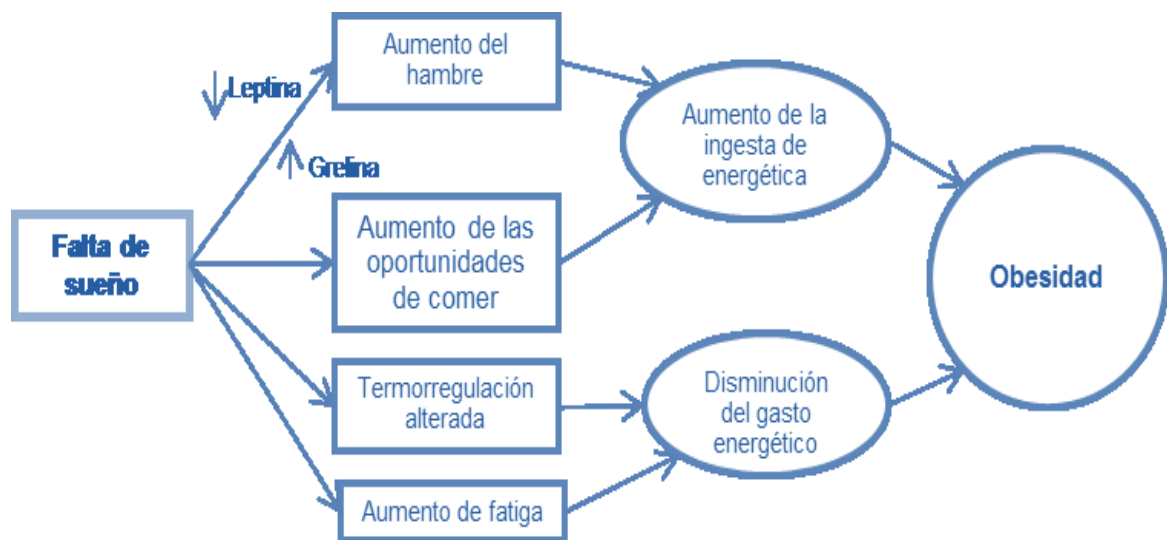 Aumento del
hambre
Leptina
Grelina
Aumento de la
ingesta de
energética
Falta de
sueño
Aumento de las
oportunidades
de comer
Obesidad
Termorregulación
alterada
Disminución
del gasto
energético
Aumento de fatiga